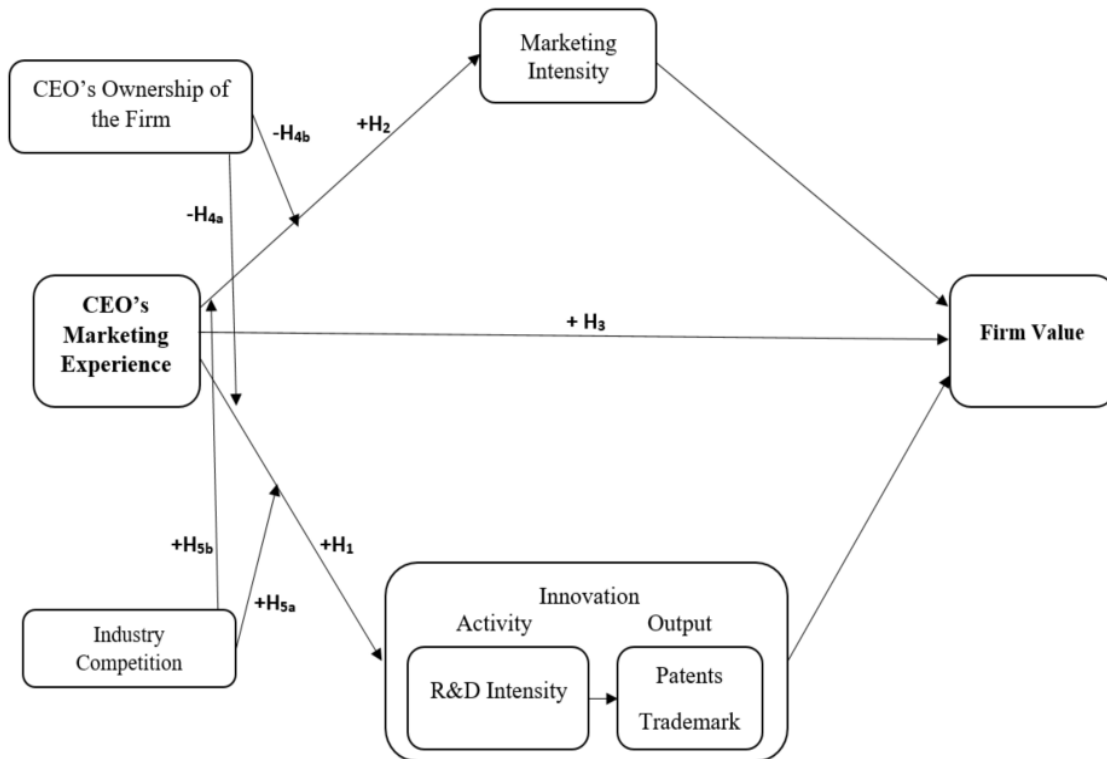 Marketing
Intensity
CEO’s Ownership of
the Firm
-H4b
+H2
-H4a
CEO’s
Marketing
Experience
+ H3
Firm Value
+H5b
+H1
+H5a
Industry
Competition
Innovation
Activity
Output
R&D Intensity
Patents
Trademark